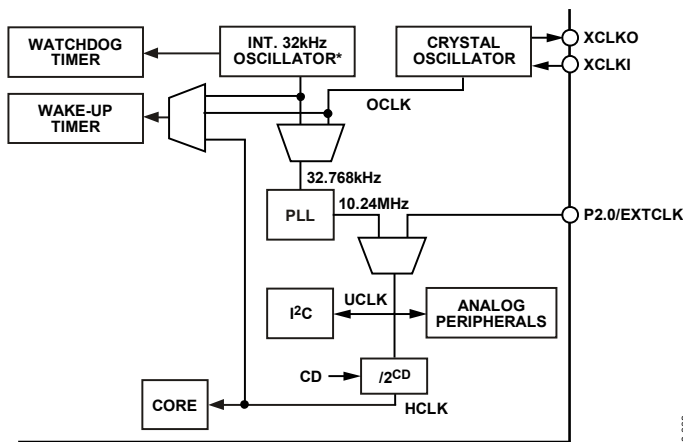 WATCHDOG
TIMER
INT. 32kHz
OSCILLATOR*
CRYSTAL
OSCILLATOR
XCLKO
XCLKI
WAKE-UP
TIMER
OCLK
32.768kHz
PLL
10.24MHz
P2.0/EXTCLK
I²C
UCLK
ANALOG
PERIPHERALS
CD
/2ᶜᴰ
CORE
HCLK